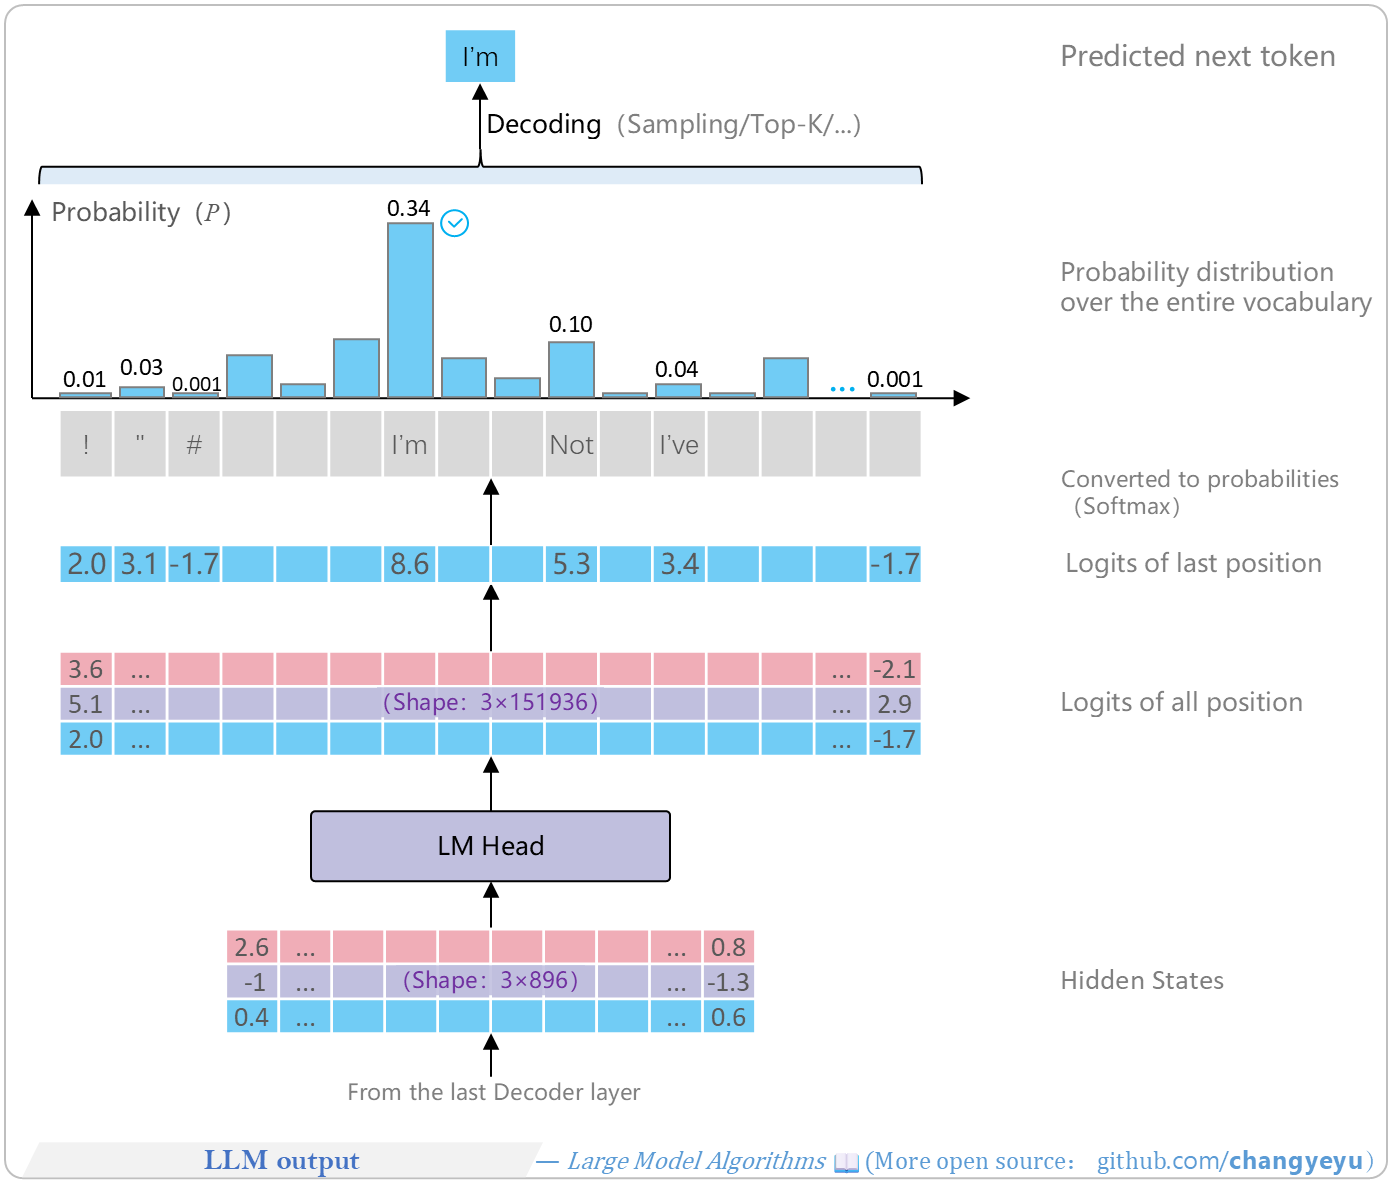 I’m
Predicted next token
Decoding（Sampling/Top-K/...）
Probability（P）
0.34
Probability distribution
over the entire vocabulary
0.10
0.01 0.03 0.001 0.04 ... 0.001
! " # I’m Not I’ve
Converted to probabilities
（Softmax）
2.0 3.1 -1.7 8.6 5.3 3.4 -1.7
Logits of last position
3.6 ... ... -2.1
5.1 ... （Shape：3×151936） ... 2.9
Logits of all position
2.0 ... ... -1.7
LM Head
2.6 ... ... 0.8
-1 ... （Shape：3×896） ... -1.3
Hidden States
0.4 ... ... 0.6
From the last Decoder layer
LLM output — Large Model Algorithms 📖（More open source： github.com/changyeyu）